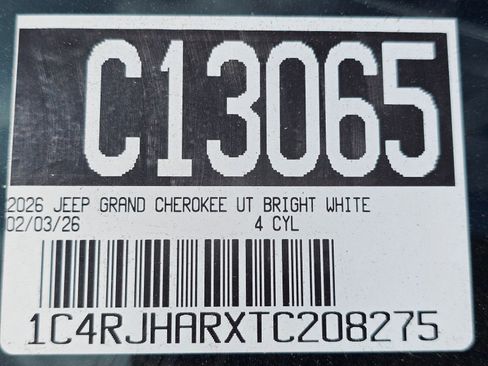 C13065
2026 JEEP GRAND CHEROKEE UT BRIGHT WHITE
02/03/26 4 CYL
1C4RJHARXTC208275